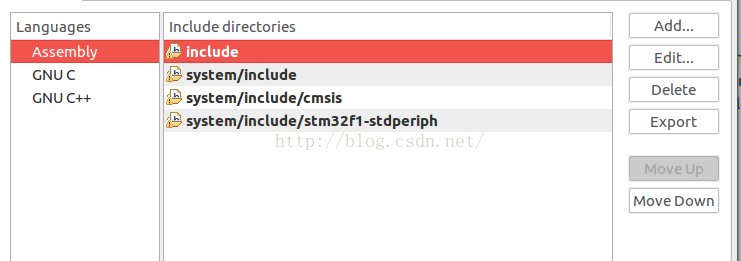 Languages
Assembly
GNU C
GNU C++
Include directories
include
system/include
system/include/cmsis
system/include/stm32f1-stdperiph
http://blog.csdn.net/
Add...
Edit...
Delete
Export
Move Up
Move Down